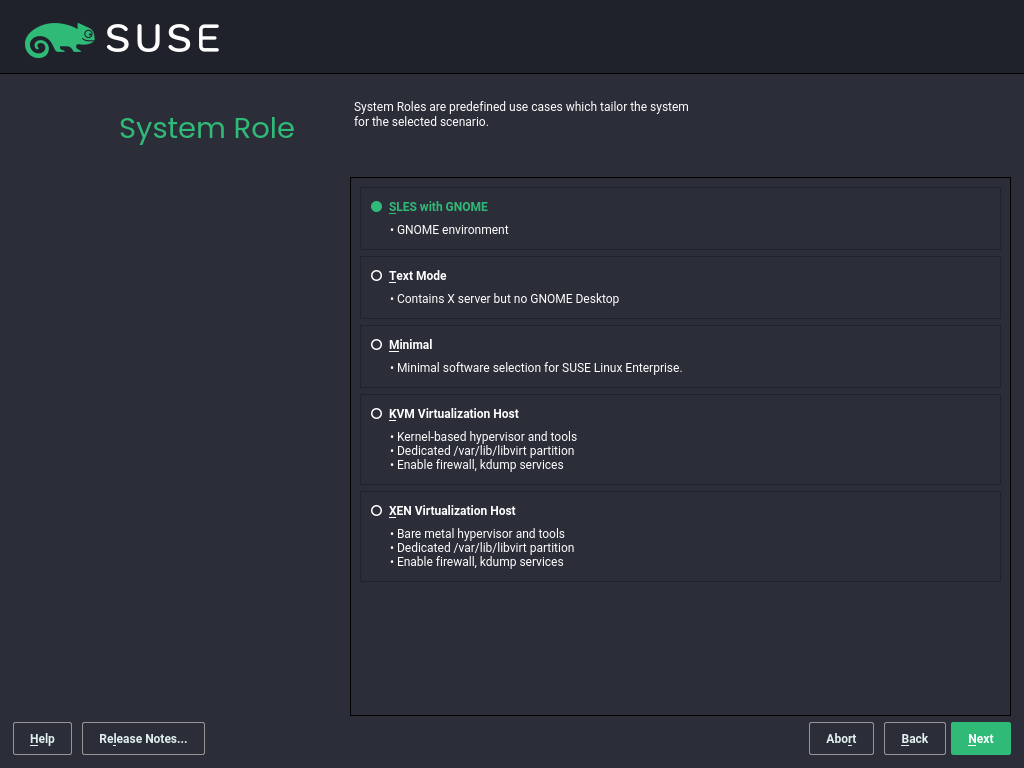 SUSE
System Role
System Roles are predefined use cases which tailor the system
for the selected scenario.
SLES with GNOME
• GNOME environment
Text Mode
• Contains X server but no GNOME Desktop
Minimal
• Minimal software selection for SUSE Linux Enterprise.
KVM Virtualization Host
• Kernel-based hypervisor and tools
• Dedicated /var/lib/libvirt partition
• Enable firewall, kdump services
XEN Virtualization Host
• Bare metal hypervisor and tools
• Dedicated /var/lib/libvirt partition
• Enable firewall, kdump services
Help
Release Notes...
Abort
Back
Next